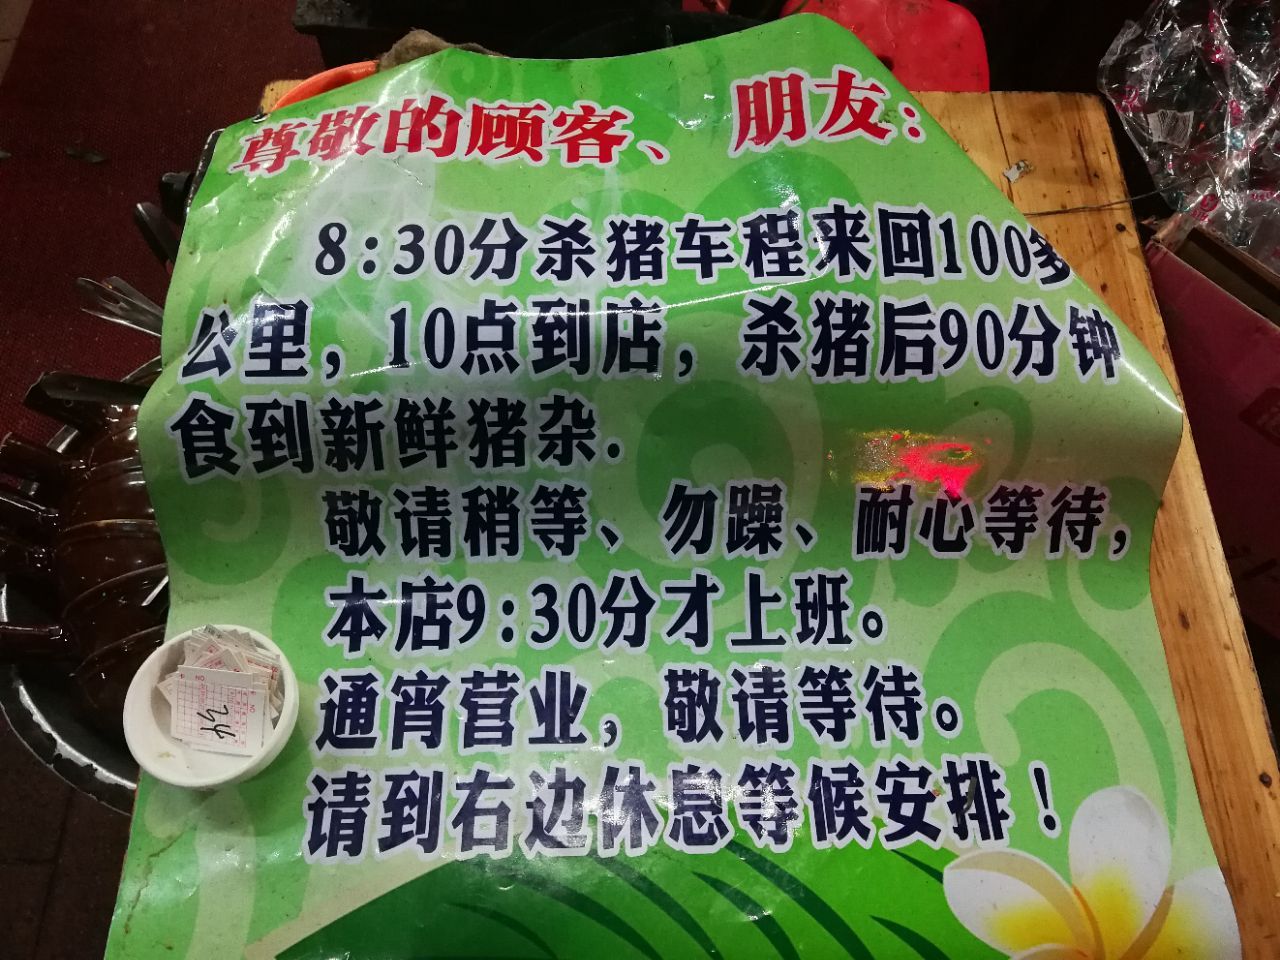 尊敬的顾客、朋友:
8:30分杀猪车程来回100多
公里，10点到店，杀猪后90分钟
食到新鲜猪杂.
敬请稍等、勿躁、耐心等待，
本店9:30分才上班。
通宵营业，敬请等待。
请到右边休息等候安排！
NO